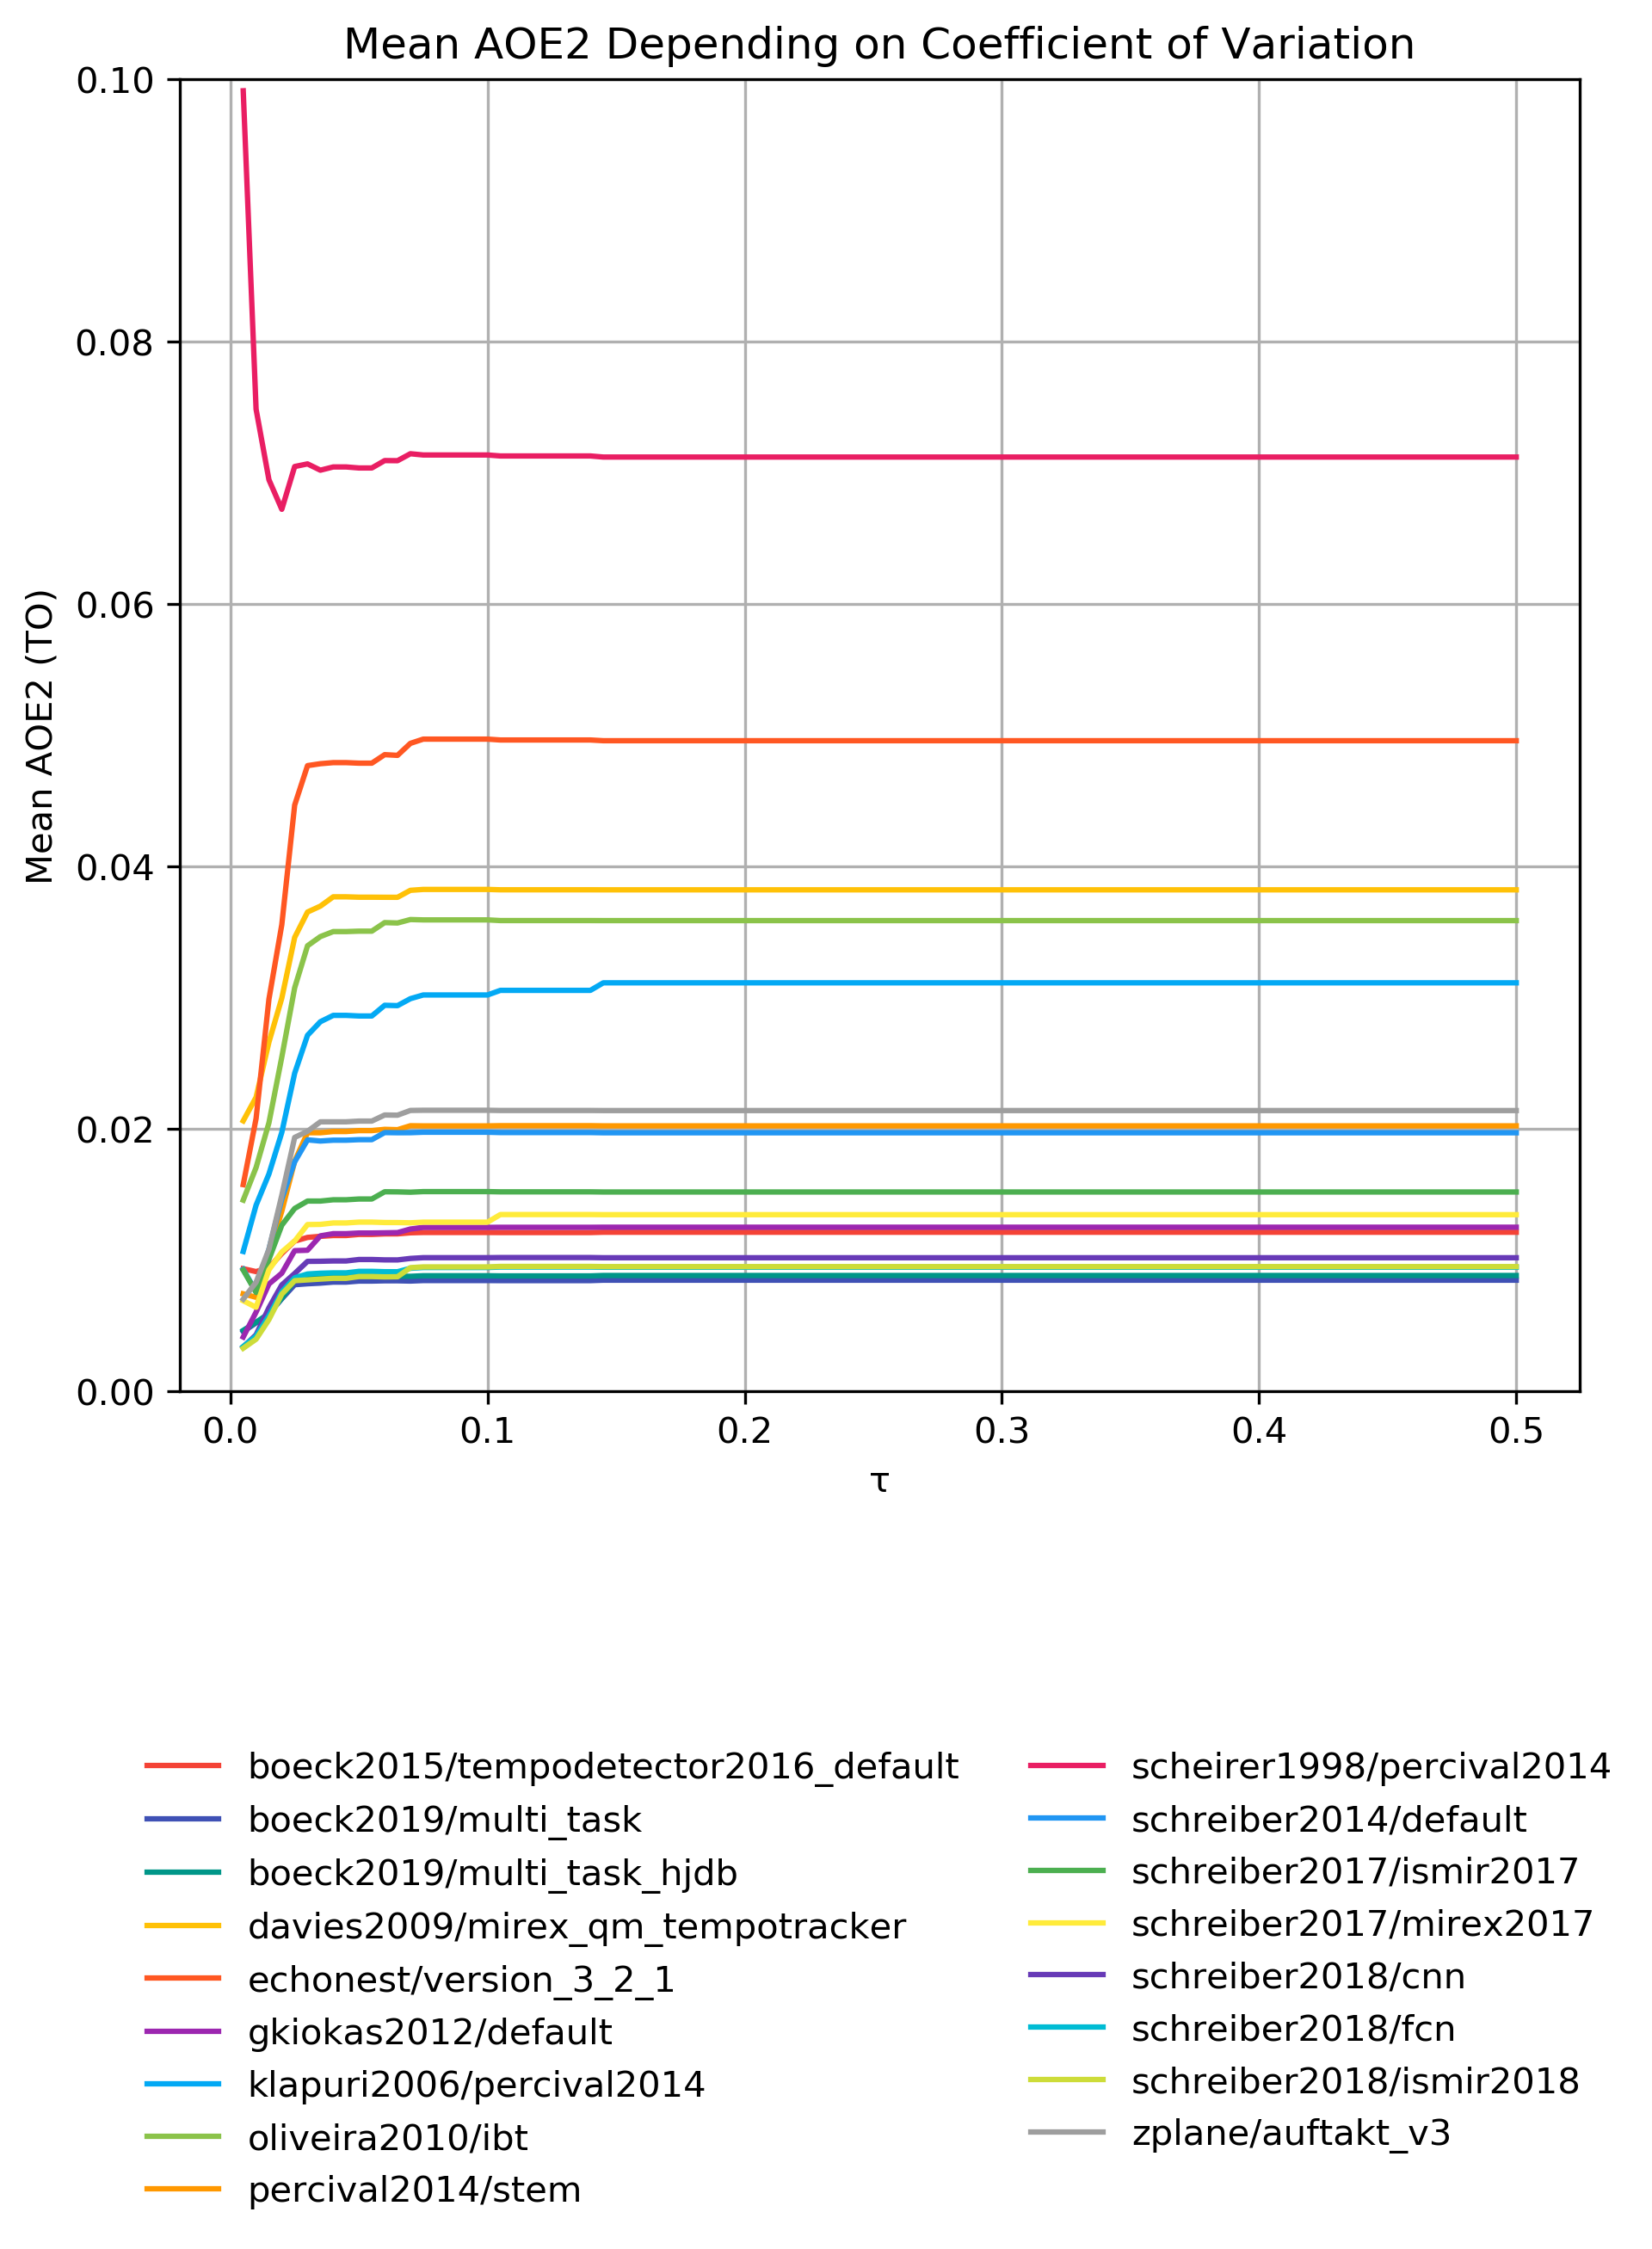 Mean AOE2 Depending on Coefficient of Variation
0.10
0.08
0.06
0.04
0.02
0.00
Mean AOE2 (TO)
0.0 0.1 0.2 0.3 0.4 0.5
τ
boeck2015/tempodetector2016_default
boeck2019/multi_task
boeck2019/multi_task_hjdb
davies2009/mirex_qm_tempotracker
echonest/version_3_2_1
gkiokas2012/default
klapuri2006/percival2014
oliveira2010/ibt
percival2014/stem
scheirer1998/percival2014
schreiber2014/default
schreiber2017/ismir2017
schreiber2017/mirex2017
schreiber2018/cnn
schreiber2018/fcn
schreiber2018/ismir2018
zplane/auftakt_v3